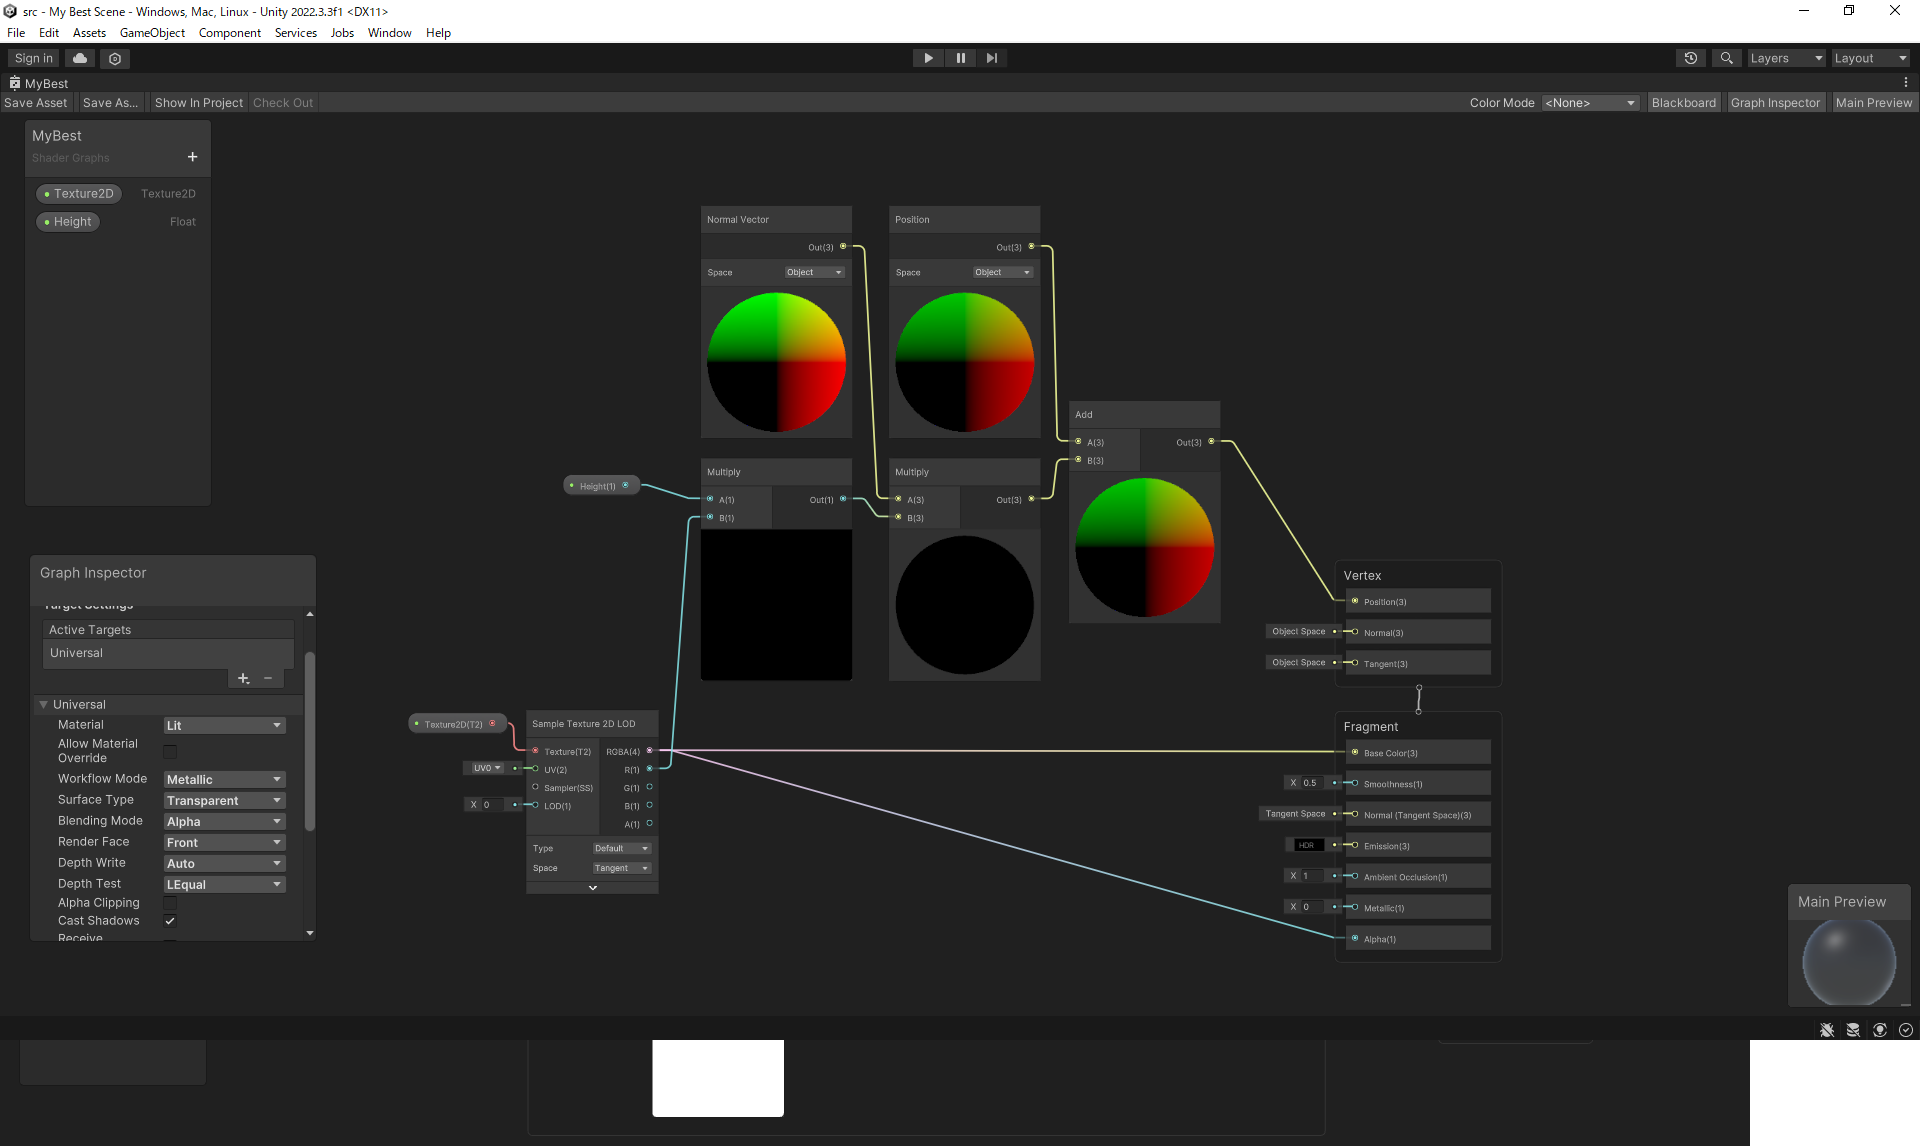 src - My Best Scene - Windows, Mac, Linux - Unity 2022.3.3f1 <DX11>
File Edit Assets GameObject Component Services Jobs Window Help
Sign in
Layers Layout
MyBest
Save Asset Save As... Show In Project Check Out
Color Mode <None> Blackboard Graph Inspector Main Preview
MyBest
Shader Graphs
+
Texture2D Texture2D
Height Float
Normal Vector
Out(3)
Space Object
Position
Out(3)
Space Object
Add
A(3) Out(3)
B(3)
Height(1)
Multiply
A(1) Out(1)
B(1)
Multiply
A(3) Out(3)
B(3)
Graph Inspector
Target Settings
Active Targets
Universal
Universal
Material Lit
Allow Material
Override
Workflow Mode Metallic
Surface Type Transparent
Blending Mode Alpha
Render Face Front
Depth Write Auto
Depth Test LEqual
Alpha Clipping
Cast Shadows
Receive
Texture2D(T2)
Sample Texture 2D LOD
Texture(T2) RGBA(4)
UV0 UV(2) R(1)
Sampler(SS) G(1)
X 0 LOD(1) B(1)
A(1)
Type Default
Space Tangent
Vertex
Position(3)
Object Space Normal(3)
Object Space Tangent(3)
Fragment
Base Color(3)
X 0.5 Smoothness(1)
Tangent Space Normal (Tangent Space)(3)
HDR Emission(3)
X 1 Ambient Occlusion(1)
X 0 Metallic(1)
Alpha(1)
Main Preview